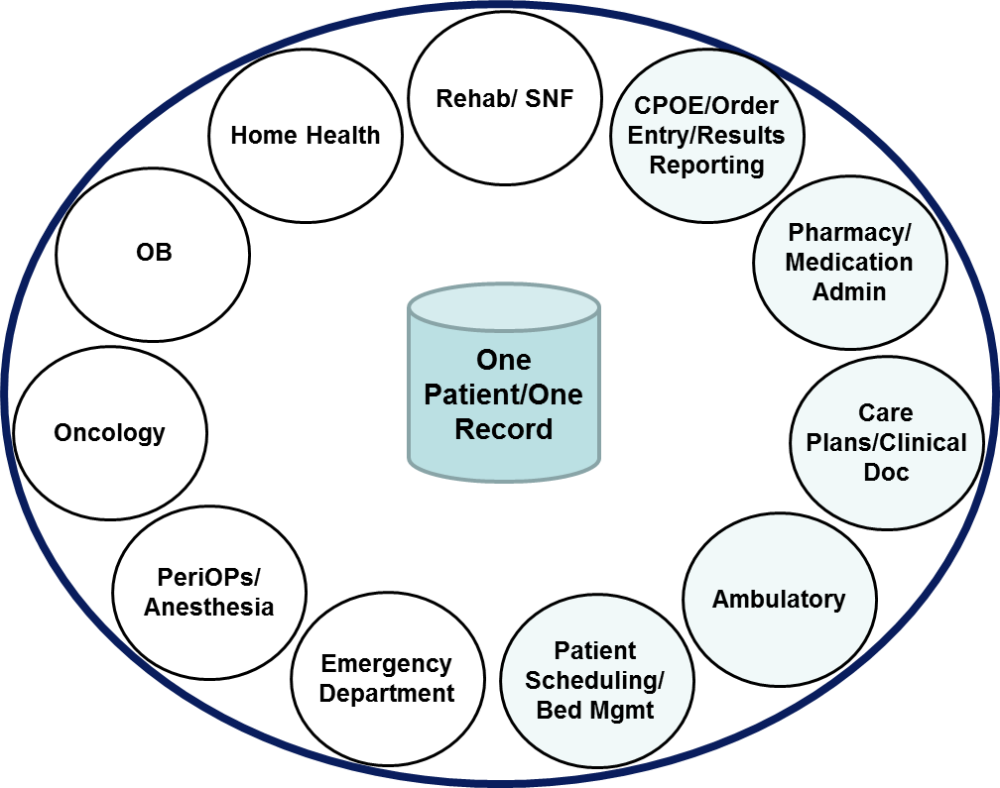 Rehab/ SNF
CPOE/Order
Entry/Results
Reporting
Pharmacy/
Medication
Admin
Care
Plans/Clinical
Doc
Ambulatory
Patient
Scheduling/
Bed Mgmt
Emergency
Department
PeriOPs/
Anesthesia
Oncology
OB
Home Health
One
Patient/One
Record